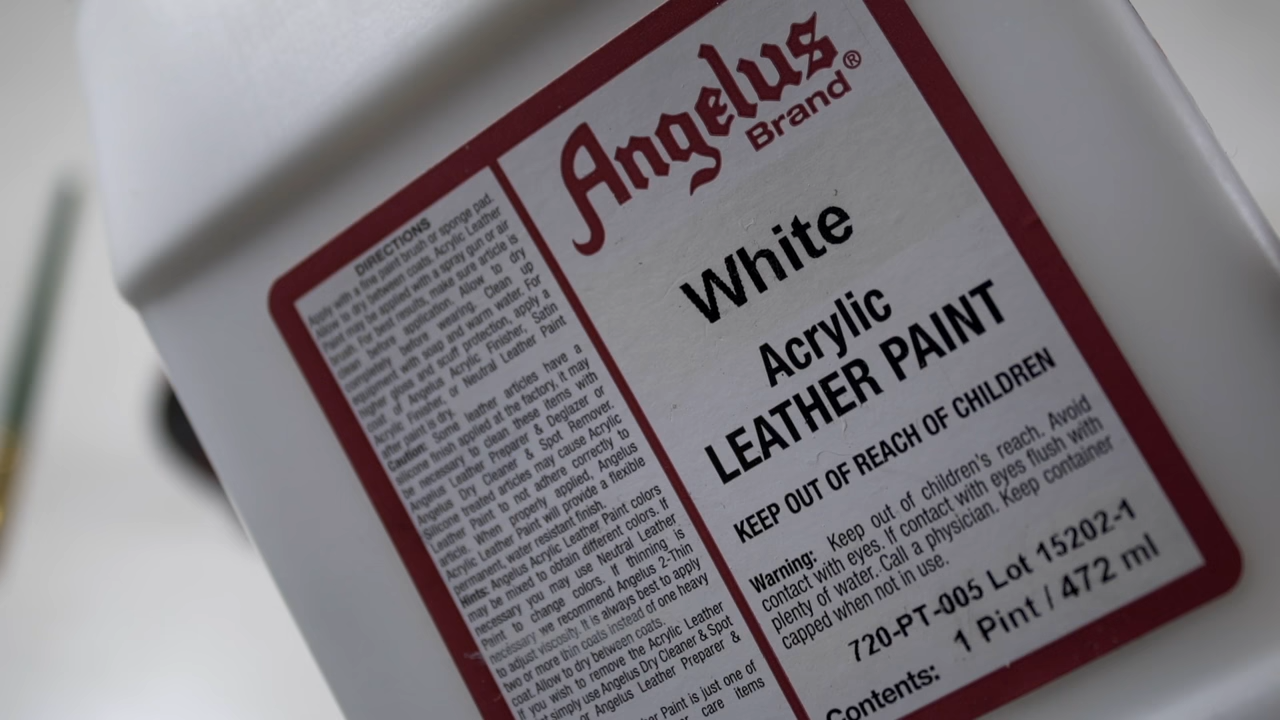 Angelus
Brand®
White
Acrylic
LEATHER PAINT
KEEP OUT OF REACH OF CHILDREN
Warning: Keep out of children's reach. Avoid
contact with eyes. If contact with eyes flush with
plenty of water. Call a physician. Keep container
capped when not in use.
720-PT-005 Lot 15202-1
Contents: 1 Pint / 472 ml
DIRECTIONS
Apply with a fine paint brush or sponge pad.
Allow to dry between coats. Acrylic Leather
Paint may be applied with a spray gun or air
brush. For best results, make sure article is
clean before application. Allow to dry
completely before wearing. Clean up
equipment with soap and warm water. For
higher gloss and scuff protection, apply a
coat of Angelus Acrylic Finisher, Satin
Acrylic Finisher, or Neutral Leather Paint
after paint is dry.
Caution: Some leather articles have a
silicone finish applied at the factory. It may
be necessary to clean these items with
Angelus Leather Preparer & Deglazer or
Angelus Dry Cleaner & Spot Remover.
Silicone treated articles may cause Acrylic
Leather Paint to not adhere correctly to
article. When properly applied, Angelus
Acrylic Leather Paint will provide a flexible
permanent, water resistant finish.
Hints: Angelus Acrylic Leather Paint colors
may be mixed to obtain different colors. If
necessary you may use Neutral Leather
Paint to change colors. If thinning is
necessary we recommend Angelus 2-Thin
to adjust viscosity. It is always best to apply
two or more thin coats instead of one heavy
coat. Allow to dry between coats.
If you wish to remove the Acrylic Leather
simply use Angelus Dry Cleaner & Spot
or Angelus Leather Preparer &
Paint is just one of
care items